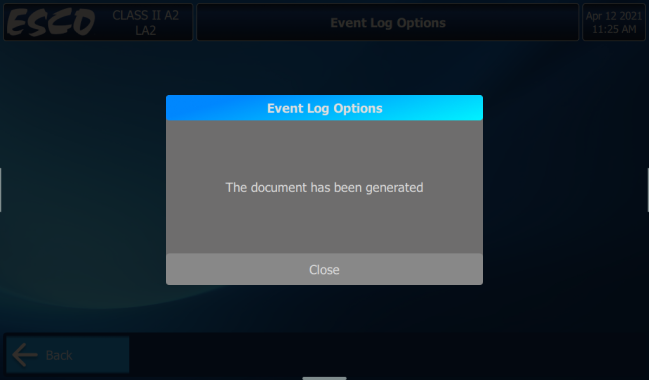 ESCO
CLASS II A2
LA2
Event Log Options
Apr 12 2021
11:25 AM
Event Log Options
The document has been generated
Close
Back